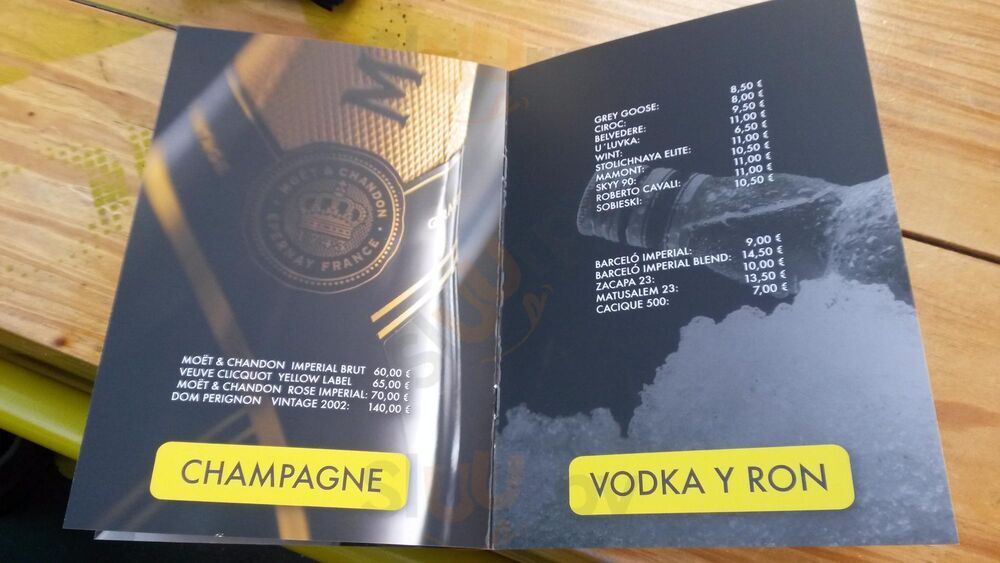 M
MOËT & CHANDON
EPERNAY FRANCE
MOËT & CHANDON IMPERIAL BRUT 60,00 €
VEUVE CLICQUOT YELLOW LABEL 65,00 €
MOËT & CHANDON ROSE IMPERIAL: 70,00 €
DOM PERIGNON VINTAGE 2002: 140,00 €
CHAMPAGNE
GREY GOOSE: 8,50 €
CIROC: 8,00 €
BELVEDERE: 9,50 €
U´LUVKA: 11,00 €
WINT: 6,50 €
STOLICHNAYA ELITE: 11,00 €
MAMONT: 10,50 €
SKYY 90: 11,00 €
ROBERTO CAVALI: 11,00 €
SOBIESKI: 10,50 €
BARCELÓ IMPERIAL: 9,00 €
BARCELÓ IMPERIAL BLEND: 14,50 €
ZACAPA 23: 10,00 €
MATUSALEM 23: 13,50 €
CACIQUE 500: 7,00 €
VODKA Y RON